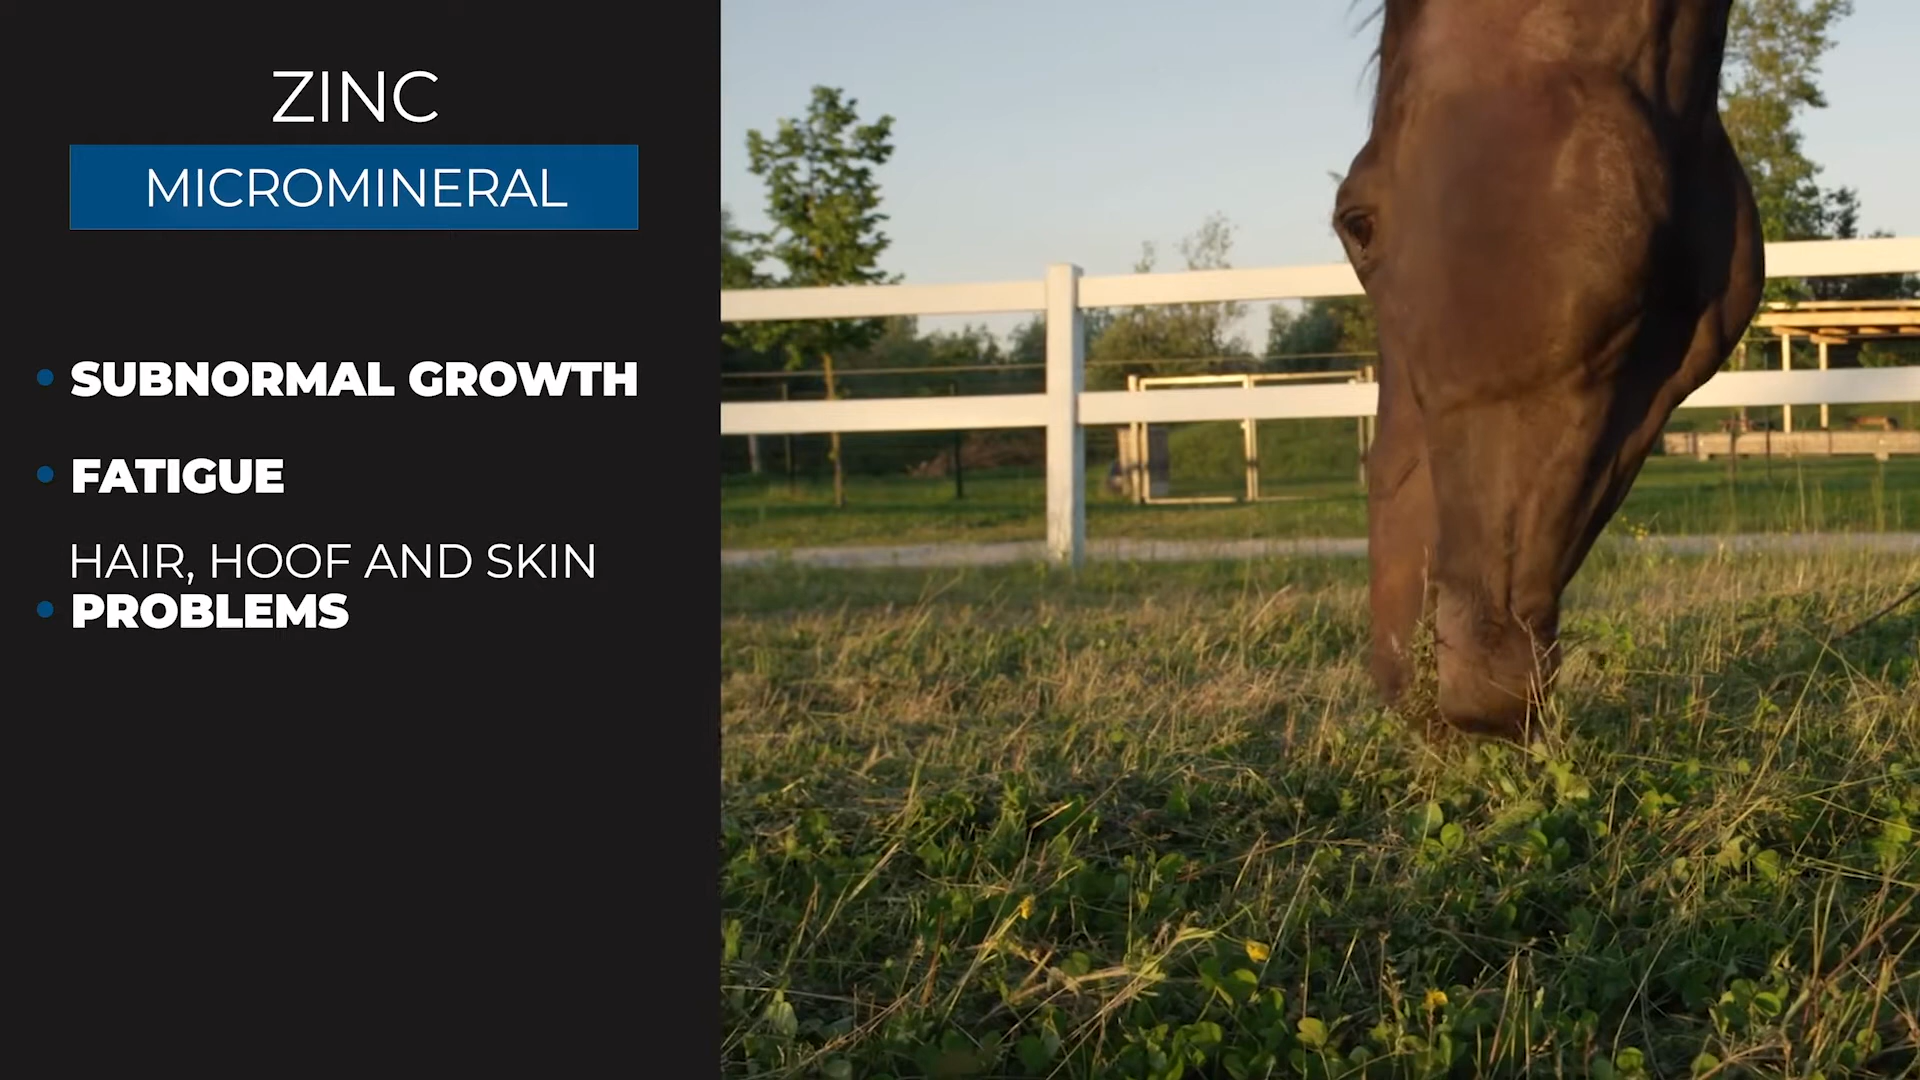 ZINC
MICROMINERAL
SUBNORMAL GROWTH
FATIGUE
HAIR, HOOF AND SKIN
PROBLEMS